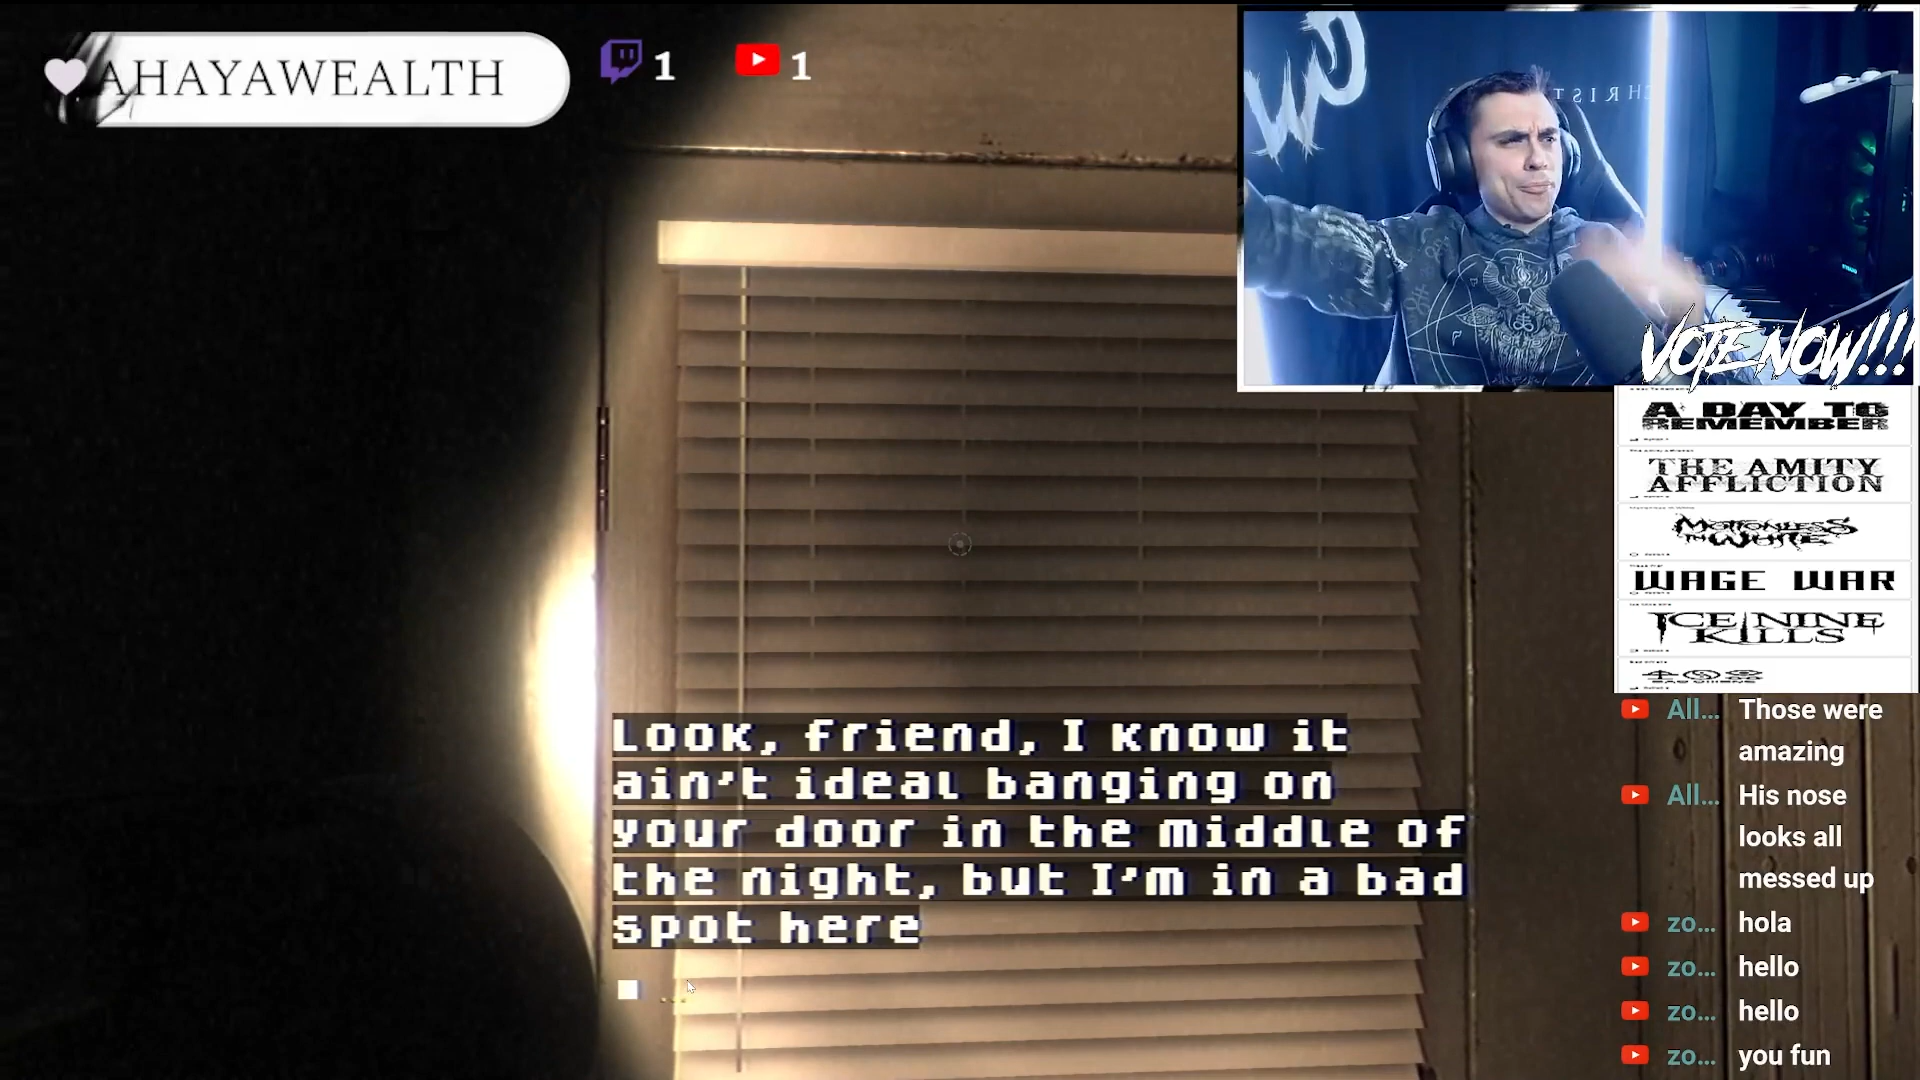 AHAYAWEALTH
1
1
CHRIST
VOTE NOW!!!
A DAY TO
REMEMBER
THE AMITY
AFFLICTION
MOTIONLESS
IN WHITE
WAGE WAR
ICE NINE
KILLS
Look, friend, I know it
ain't ideal banging on
your door in the middle of
the night, but I'm in a bad
spot here
All... Those were
amazing
All... His nose
looks all
messed up
zo... hola
zo... hello
zo... hello
zo... you fun